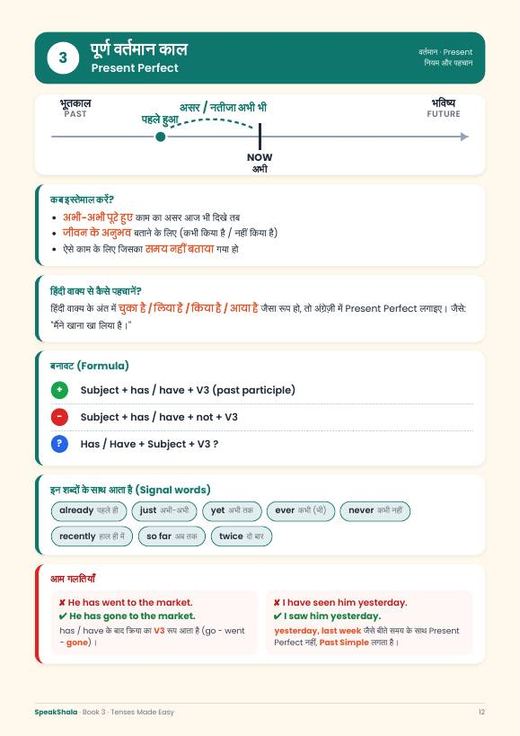 3
पूर्ण वर्तमान काल
Present Perfect
वर्तमान · Present
नियम और पहचान
भूतकाल
PAST
पहले हुआ
असर / नतीजा अभी भी
भविष्य
FUTURE
NOW
अभी
कब इस्तेमाल करें?
• अभी-अभी पूरे हुए काम का असर आज भी दिखे तब
• जीवन के अनुभव बताने के लिए (कभी किया है / नहीं किया है)
• ऐसे काम के लिए जिसका समय नहीं बताया गया हो
हिंदी वाक्य से कैसे पहचानें?
हिंदी वाक्य के अंत में चुका है / लिया है / किया है / आया है जैसा रूप हो, तो अंग्रेज़ी में Present Perfect लगाइए। जैसे:
"मैंने खाना खा लिया है।"
बनावट (Formula)
+ Subject + has / have + V3 (past participle)
− Subject + has / have + not + V3
? Has / Have + Subject + V3 ?
इन शब्दों के साथ आता है (Signal words)
already पहले ही just अभी-अभी yet अभी तक ever कभी (भी) never कभी नहीं
recently हाल ही में so far अब तक twice दो बार
आम गलतियाँ
✘ He has went to the market.
✔ He has gone to the market.
has / have के बाद क्रिया का V3 रूप आता है (go - went
- gone)।
✘ I have seen him yesterday.
✔ I saw him yesterday.
yesterday, last week जैसे बीते समय के साथ Present
Perfect नहीं, Past Simple लगता है।
SpeakShala · Book 3 · Tenses Made Easy
12